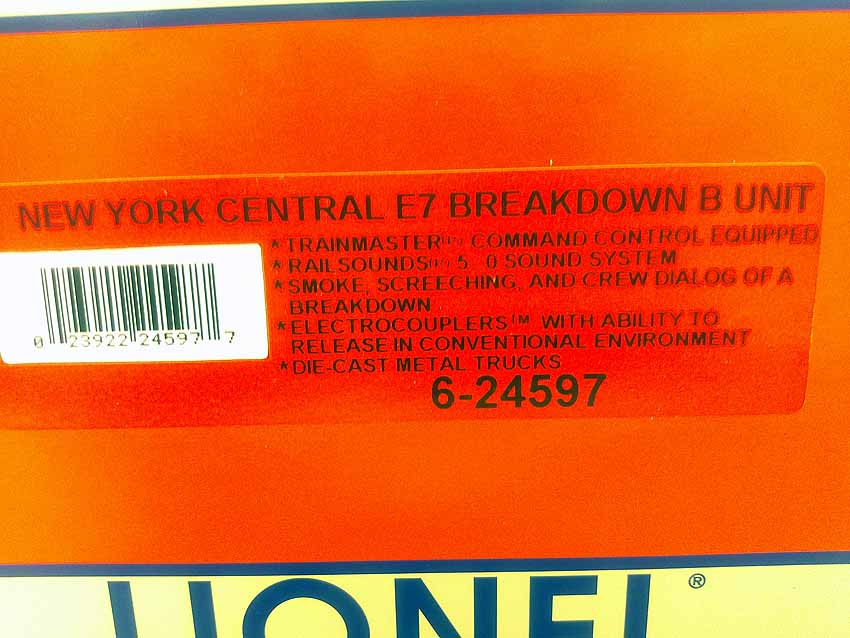 NEW YORK CENTRAL E7 BREAKDOWN B UNIT
*TRAINMASTER™ COMMAND CONTROL EQUIPPED
*RAILSOUNDS™ 5.0 SOUND SYSTEM
*SMOKE, SCREECHING, AND CREW DIALOG OF A
BREAKDOWN
*ELECTROCOUPLERS™ WITH ABILITY TO
RELEASE IN CONVENTIONAL ENVIRONMENT
*DIE-CAST METAL TRUCKS
6-24597
0 23922 24597 7
LIONEL®